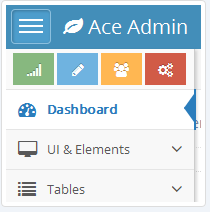 Ace Admin
Dashboard
UI & Elements
Tables